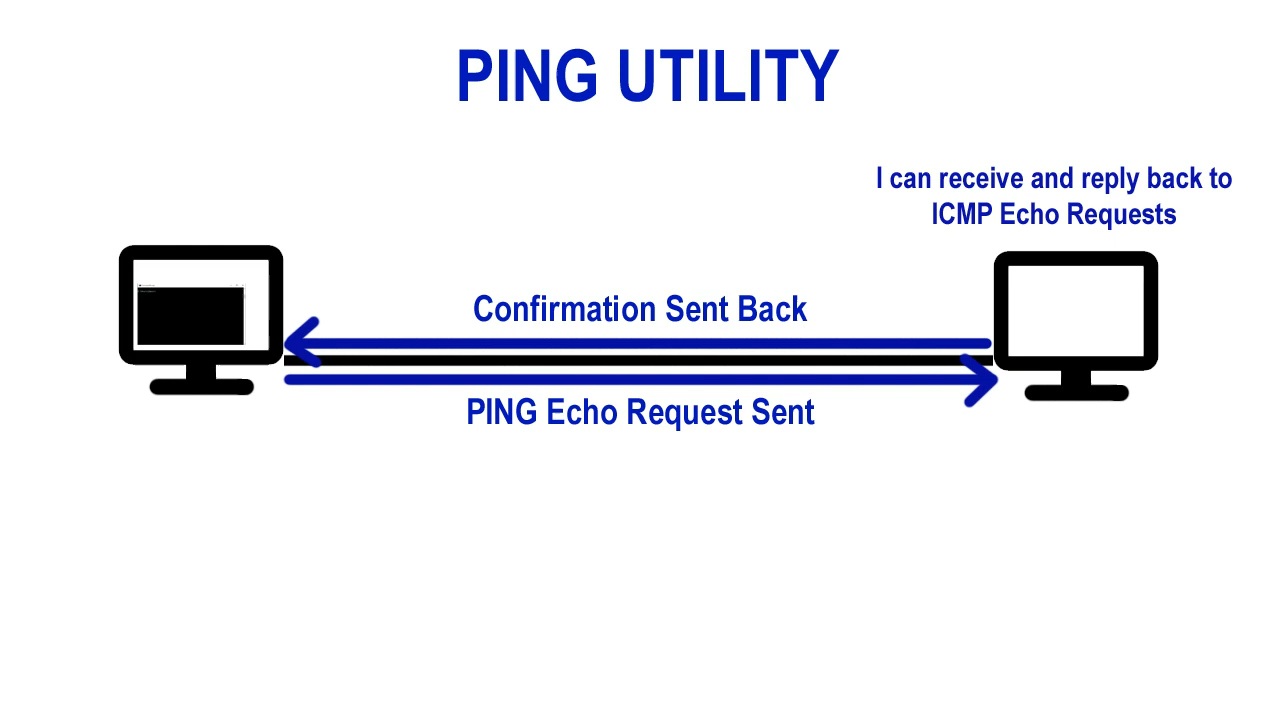 PING UTILITY
I can receive and reply back to
ICMP Echo Requests
Confirmation Sent Back
PING Echo Request Sent